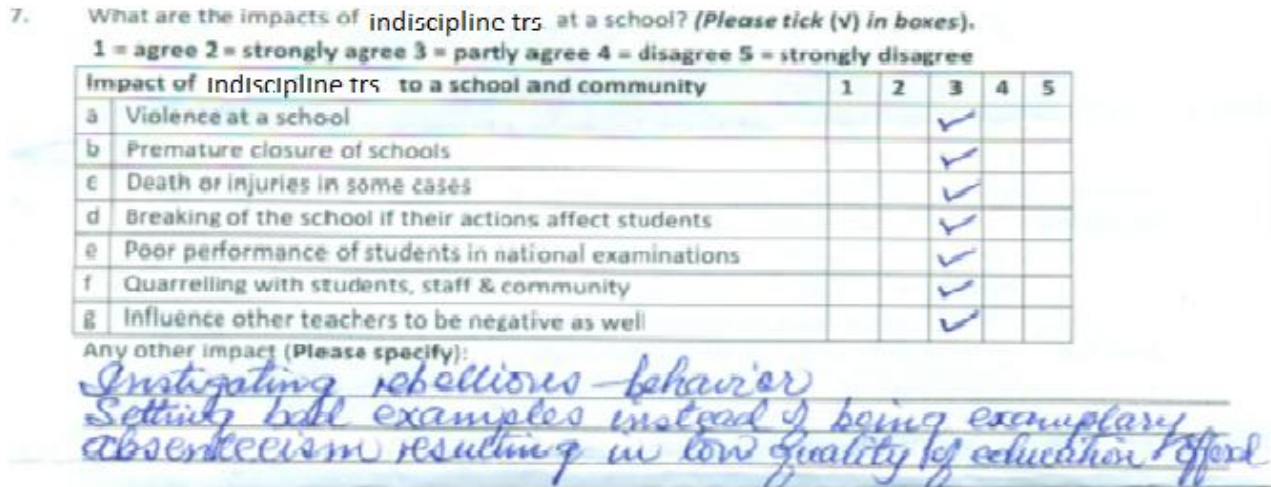 7. What are the impacts of indiscipline trs at a school? (Please tick (√) in boxes).
1 = agree 2 = strongly agree 3 = partly agree 4 = disagree 5 = strongly disagree
Impact of indiscipline trs to a school and community 1 2 3 4 5
a Violence at a school ✓
b Premature closure of schools ✓
c Death or injuries in some cases ✓
d Breaking of the school if their actions affect students ✓
e Poor performance of students in national examinations ✓
f Quarrelling with students, staff & community ✓
g Influence other teachers to be negative as well ✓
Any other impact (Please specify):
Instigating rebellious behavior
Setting bad examples instead of being exemplary
absenteeeism resulting in low quality of education